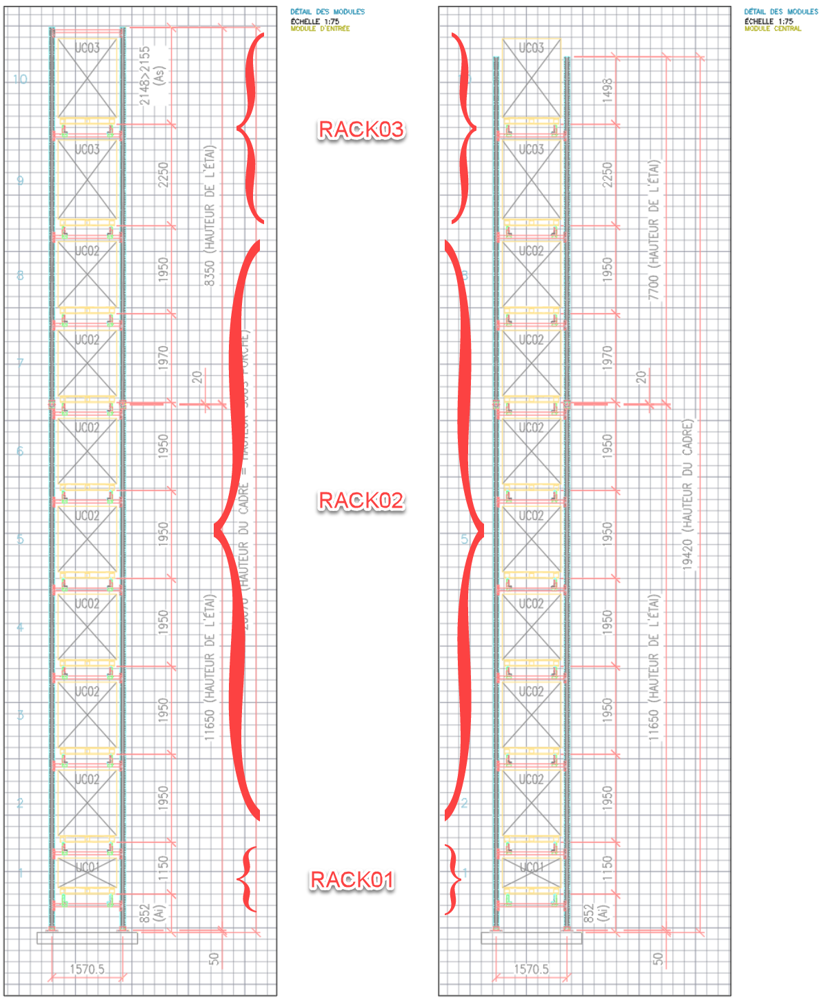 DÉTAIL DES MODULES
ÉCHELLE 1:75
MODULE D'ENTRÉE
UC03
10
2148>2155
(As)
UC03
9
2250
8350 (HAUTEUR DE L'ÉTAI)
UC02
8
1950
UC02
7
1970
20
(HAUTEUR DU CADRE = HAUTEUR
UC02
6
1950
UC02
5
1950
UC02
4
1950
11650 (HAUTEUR DE L'ÉTAI)
UC02
3
1950
UC02
2
1950
UC01
1
1150
852
(Ai)
50
1570.5
RACK03
RACK02
RACK01
DÉTAIL DES MODULES
ÉCHELLE 1:75
MODULE CENTRAL
UC03
1498
UC03
2250
7700 (HAUTEUR DE L'ÉTAI)
UC02
8
1950
UC02
1970
20
UC02
1950
19420 (HAUTEUR DU CADRE)
UC02
5
1950
UC02
1950
11650 (HAUTEUR DE L'ÉTAI)
UC02
1950
UC02
2
1950
UC01
1
1150
852
(Ai)
50
1570.5